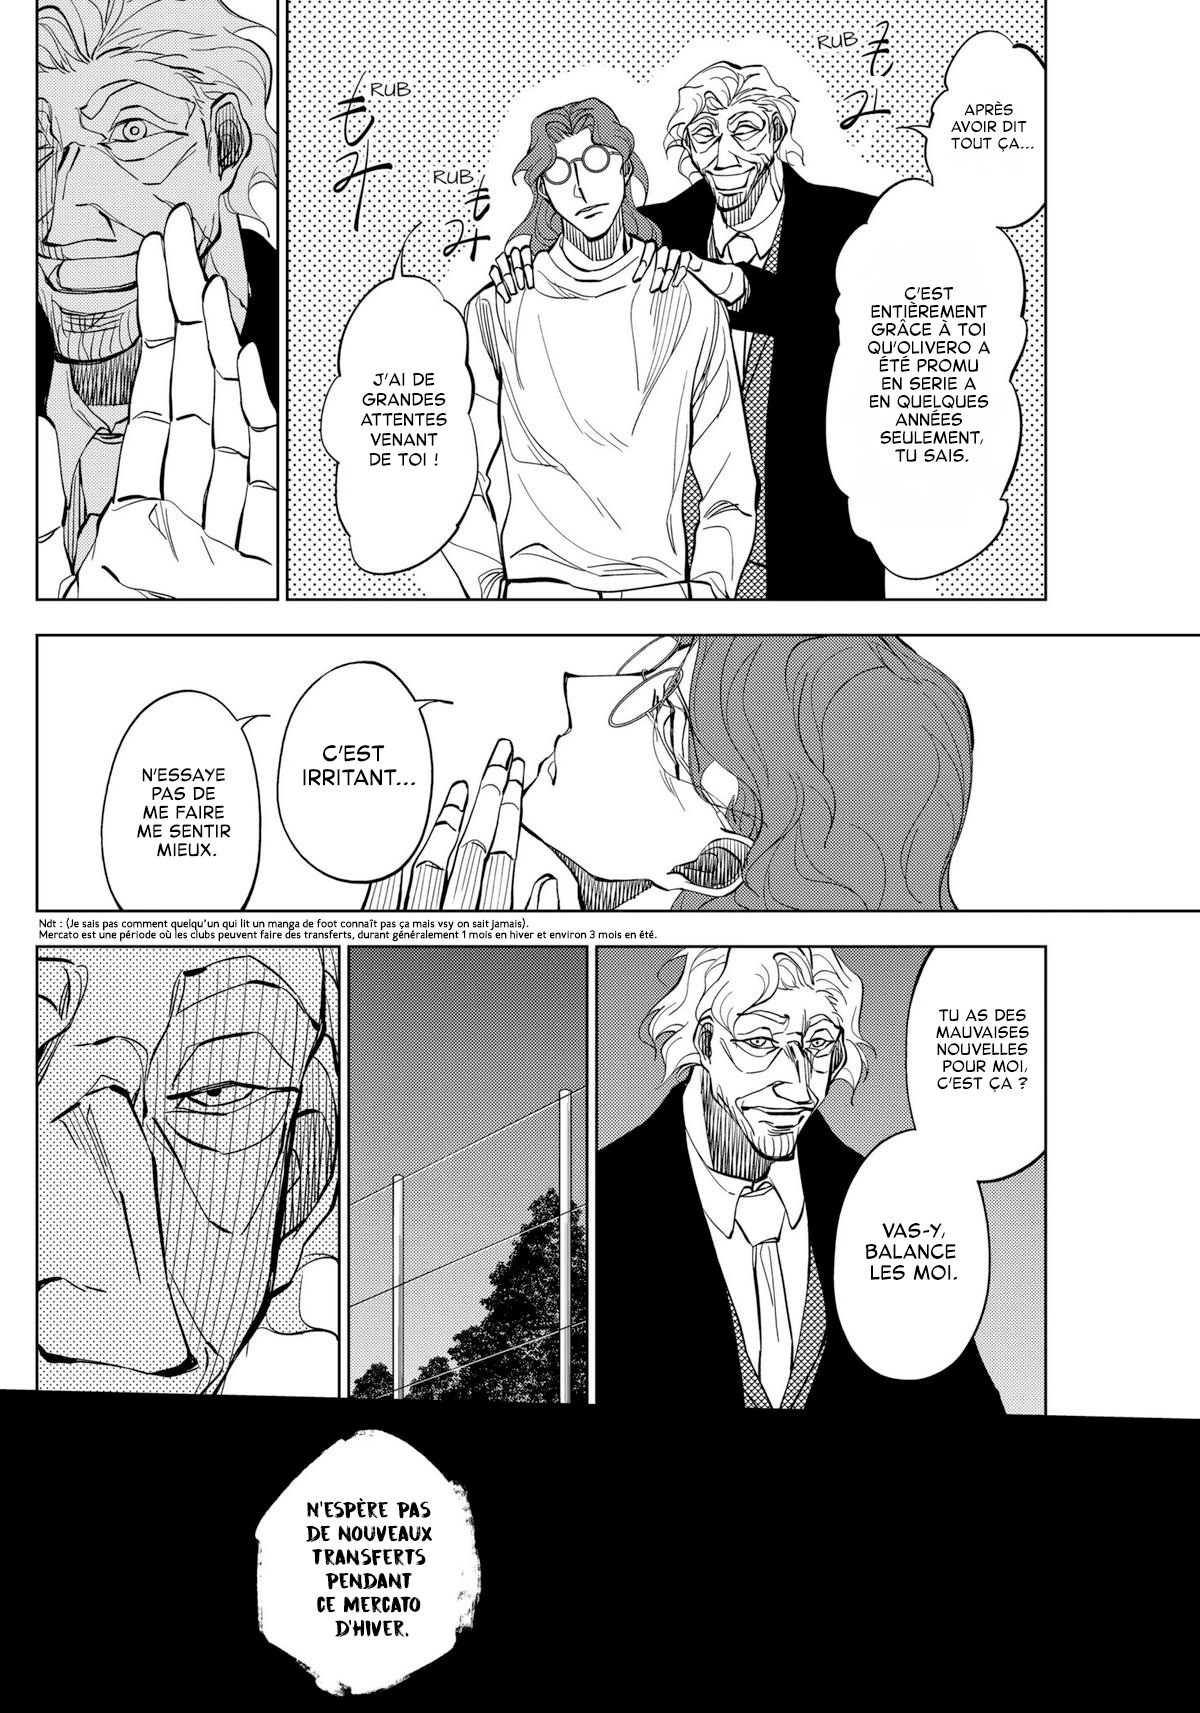 APRÈS
AVOIR DIT
TOUT ÇA...
RUB
もみ
C'EST
ENTIÈREMENT
GRÂCE À TOI
QU'OLIVERO A
ÉTÉ PROMU
EN SERIE A
EN QUELQUES
ANNÉES
SEULEMENT,
TU SAIS.
RUB
もみ
RUB
もみ
J'AI DE
GRANDES
ATTENTES
VENANT
DE TOI !
C'EST
IRRITANT...
N'ESSAYE
PAS DE
ME FAIRE
ME SENTIR
MIEUX.
Ndt : (Je sais pas comment quelqu'un qui lit un manga de foot connaît pas ça mais vsy on sait jamais).
Mercato est une période où les clubs peuvent faire des transferts, durant généralement 1 mois en hiver et environ 3 mois en été.
TU AS DES
MAUVAISES
NOUVELLES
POUR MOI,
C'EST ÇA ?
VAS-Y,
BALANCE
LES MOI.
N'ESPÈRE PAS
DE NOUVEAUX
TRANSFERTS
PENDANT
CE MERCATO
D'HIVER.